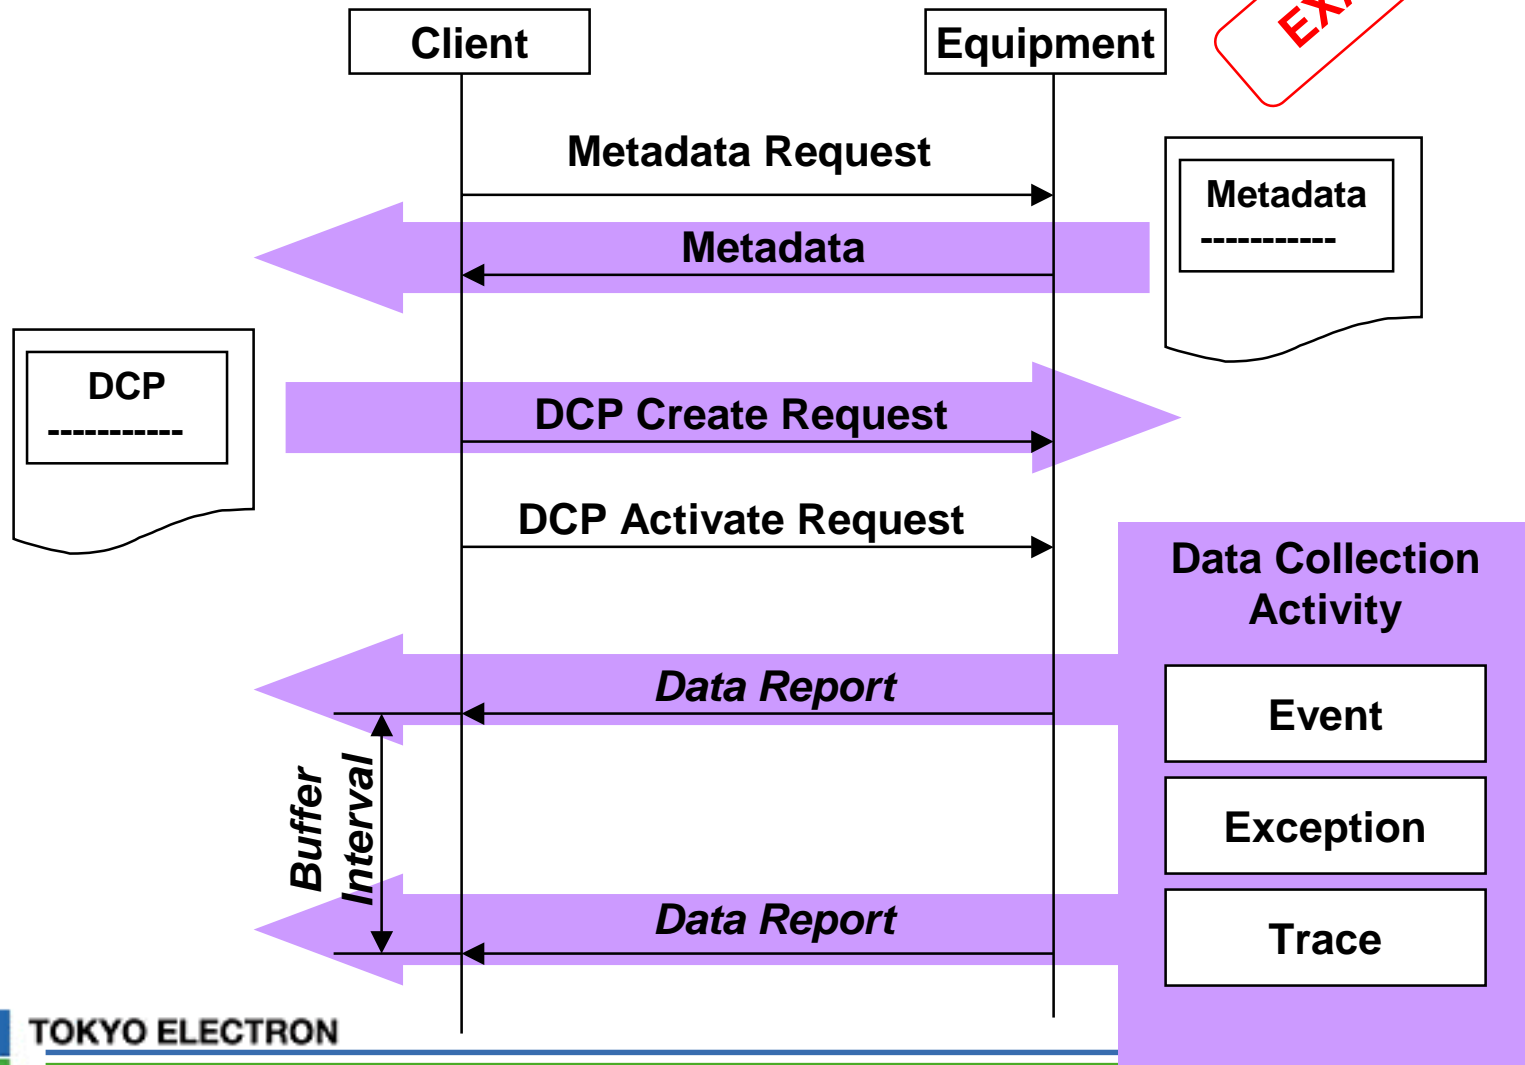 Client
Equipment
Metadata Request
Metadata
-----------
Metadata
DCP
-----------
DCP Create Request
DCP Activate Request
Data Collection
Activity
Data Report
Event
Buffer
Interval
Exception
Data Report
Trace
TOKYO ELECTRON